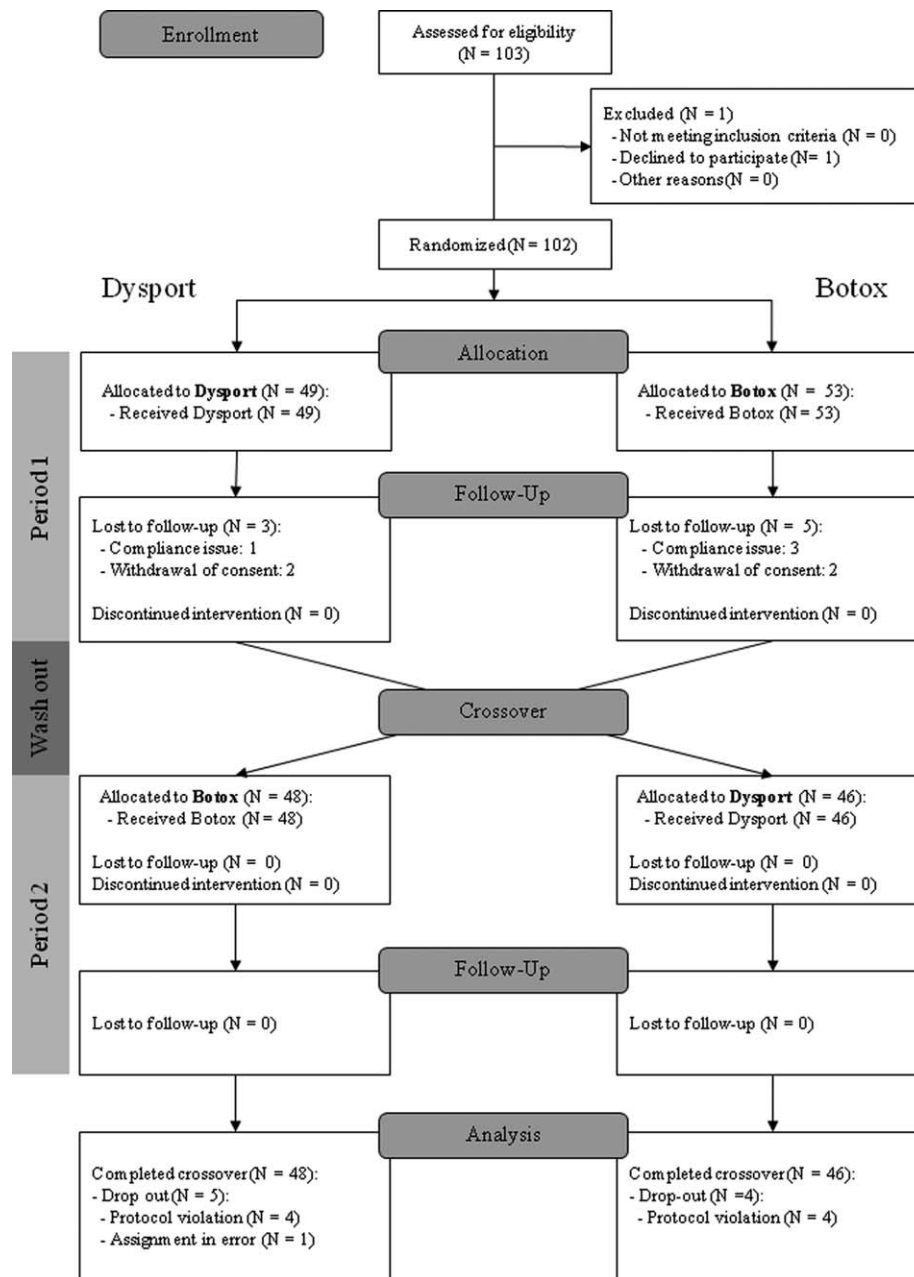 Enrollment
Assessed for eligibility
(N = 103)
Excluded (N = 1)
- Not meeting inclusion criteria (N = 0)
- Declined to participate (N= 1)
- Other reasons (N = 0)
Randomized (N = 102)
Dysport
Botox
Allocation
Period 1
Allocated to Dysport (N = 49):
- Received Dysport (N = 49)
Allocated to Botox (N = 53):
- Received Botox (N = 53)
Follow-Up
Lost to follow-up (N = 3):
- Compliance issue: 1
- Withdrawal of consent: 2
Discontinued intervention (N = 0)
Lost to follow-up (N = 5):
- Compliance issue: 3
- Withdrawal of consent: 2
Discontinued intervention (N = 0)
Wash out
Crossover
Period 2
Allocated to Botox (N = 48):
- Received Botox (N = 48)
Lost to follow-up (N = 0)
Discontinued intervention (N = 0)
Allocated to Dysport (N = 46):
- Received Dysport (N = 46)
Lost to follow-up (N = 0)
Discontinued intervention (N = 0)
Follow-Up
Lost to follow-up (N = 0)
Lost to follow-up (N = 0)
Analysis
Completed crossover (N = 48):
- Drop out (N = 5):
- Protocol violation (N = 4)
- Assignment in error (N = 1)
Completed crossover (N = 46):
- Drop-out (N =4):
- Protocol violation (N = 4)